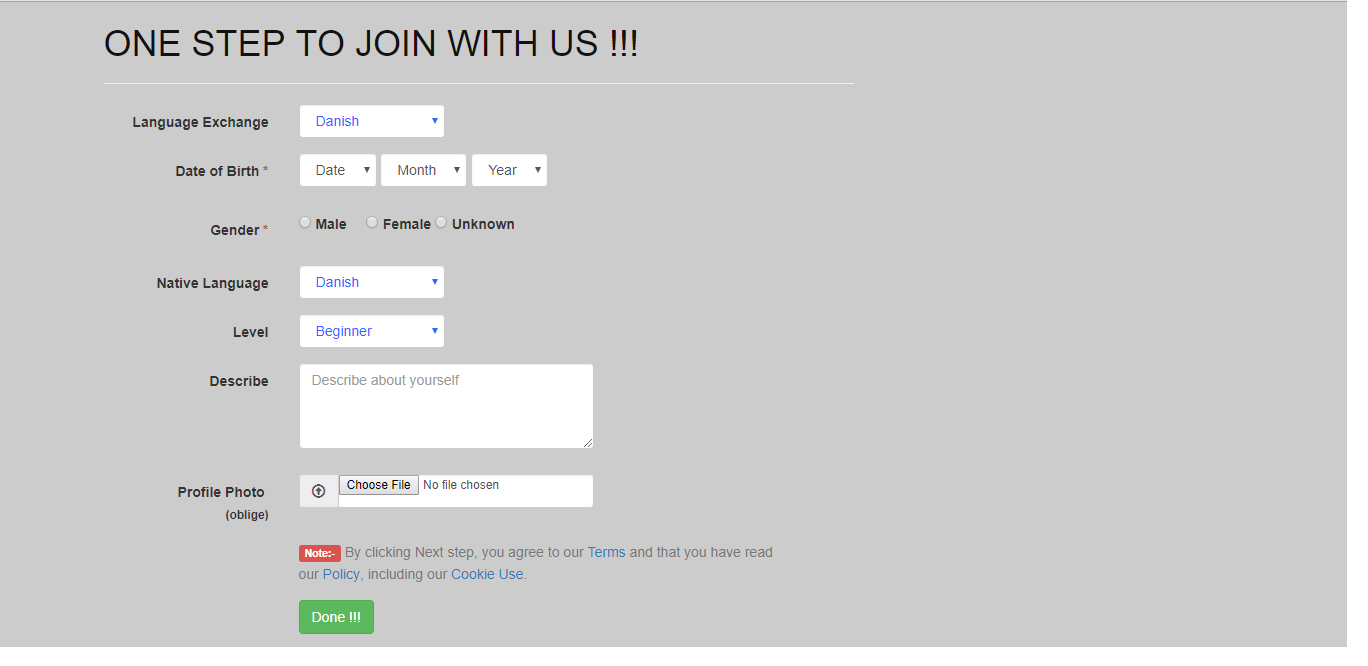 ONE STEP TO JOIN WITH US !!!
Language Exchange Danish
Date of Birth * Date Month Year
Gender * Male Female Unknown
Native Language Danish
Level Beginner
Describe Describe about yourself
Profile Photo Choose File No file chosen
(oblige)
Note:- By clicking Next step, you agree to our Terms and that you have read
our Policy, including our Cookie Use.
Done !!!